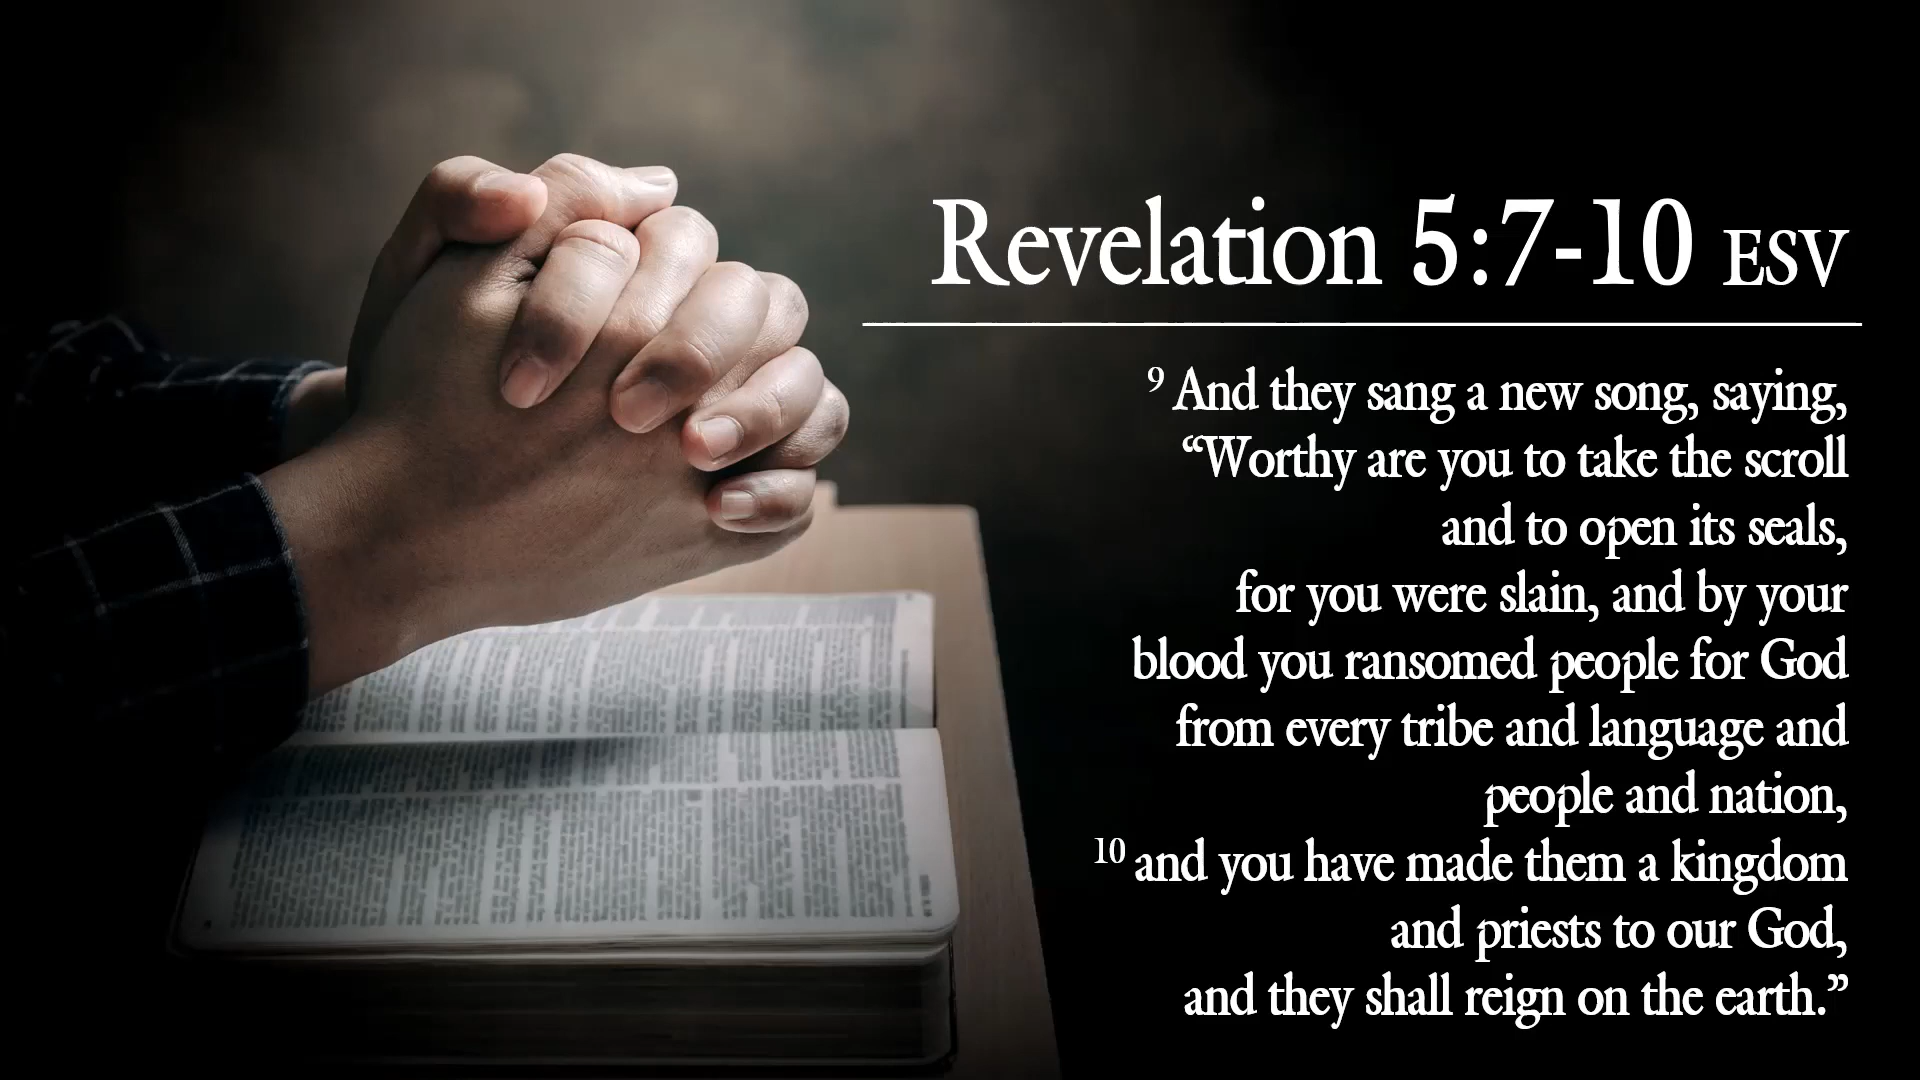 Revelation 5:7-10 ESV
9 And they sang a new song, saying,
“Worthy are you to take the scroll
and to open its seals,
for you were slain, and by your
blood you ransomed people for God
from every tribe and language and
people and nation,
10 and you have made them a kingdom
and priests to our God,
and they shall reign on the earth.”